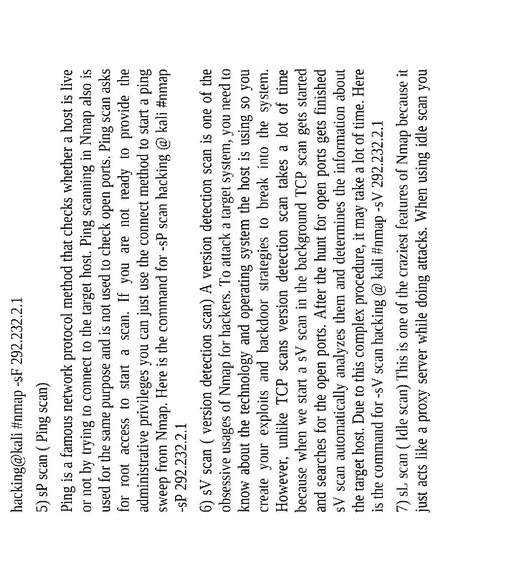 hacking@kali #nmap -sF 292.232.2.1
5) sP scan ( Ping scan)
Ping is a famous network protocol method that checks whether a host is live
or not by trying to connect to the target host. Ping scanning in Nmap also is
used for the same purpose and is not used to check open ports. Ping scan asks
for root access to start a scan. If you are not ready to provide the
administrative privileges you can just use the connect method to start a ping
sweep from Nmap. Here is the command for -sP scan hacking @ kali #nmap
-sP 292.232.2.1
6) sV scan ( version detection scan) A version detection scan is one of the
obsessive usages of Nmap for hackers. To attack a target system, you need to
know about the technology and operating system the host is using so you
create your exploits and backdoor strategies to break into the system.
However, unlike TCP scans version detection scan takes a lot of time
because when we start a sV scan in the background TCP scan gets started
and searches for the open ports. After the hunt for open ports gets finished
sV scan automatically analyzes them and determines the information about
the target host. Due to this complex procedure, it may take a lot of time. Here
is the command for -sV scan hacking @ kali #nmap -sV 292.232.2.1
7) sL scan ( Idle scan) This is one of the craziest features of Nmap because it
just acts like a proxy server while doing attacks. When using idle scan you